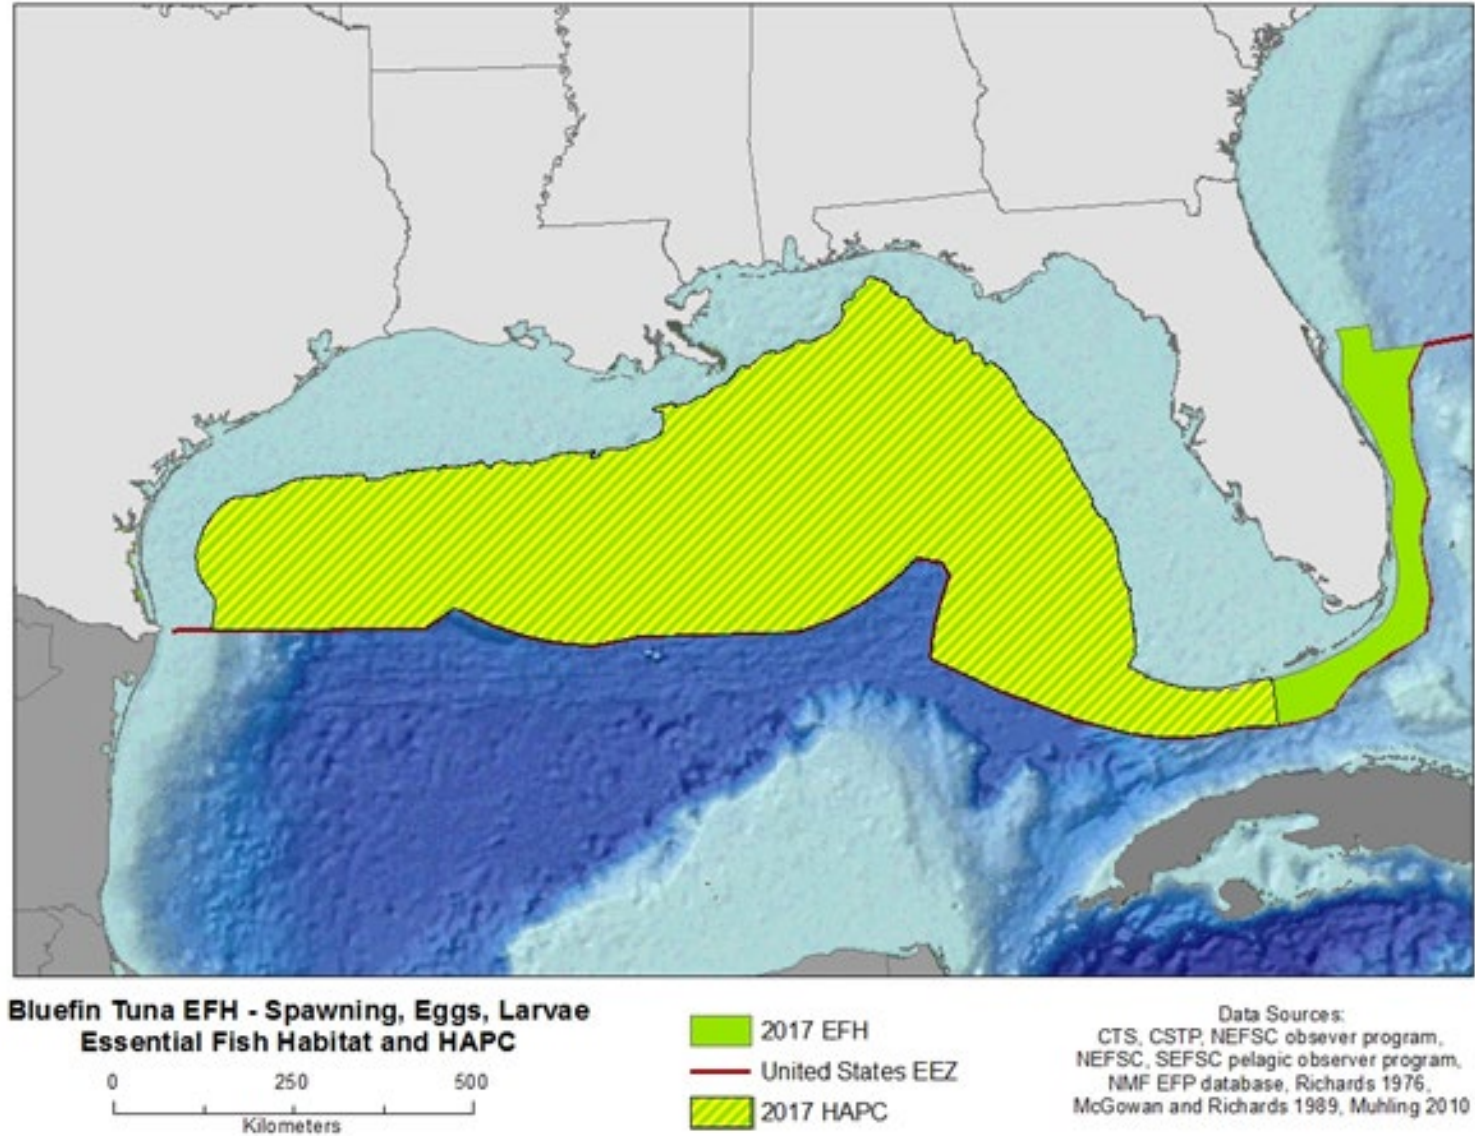 Bluefin Tuna EFH - Spawning, Eggs, Larvae
Essential Fish Habitat and HAPC
0 250 500
Kilometers
2017 EFH
United States EEZ
2017 HAPC
Data Sources:
CTS, CSTP, NEFSC obsever program,
NEFSC, SEFSC pelagic observer program,
NMF EFP database, Richards 1976,
McGowan and Richards 1989, Muhling 2010